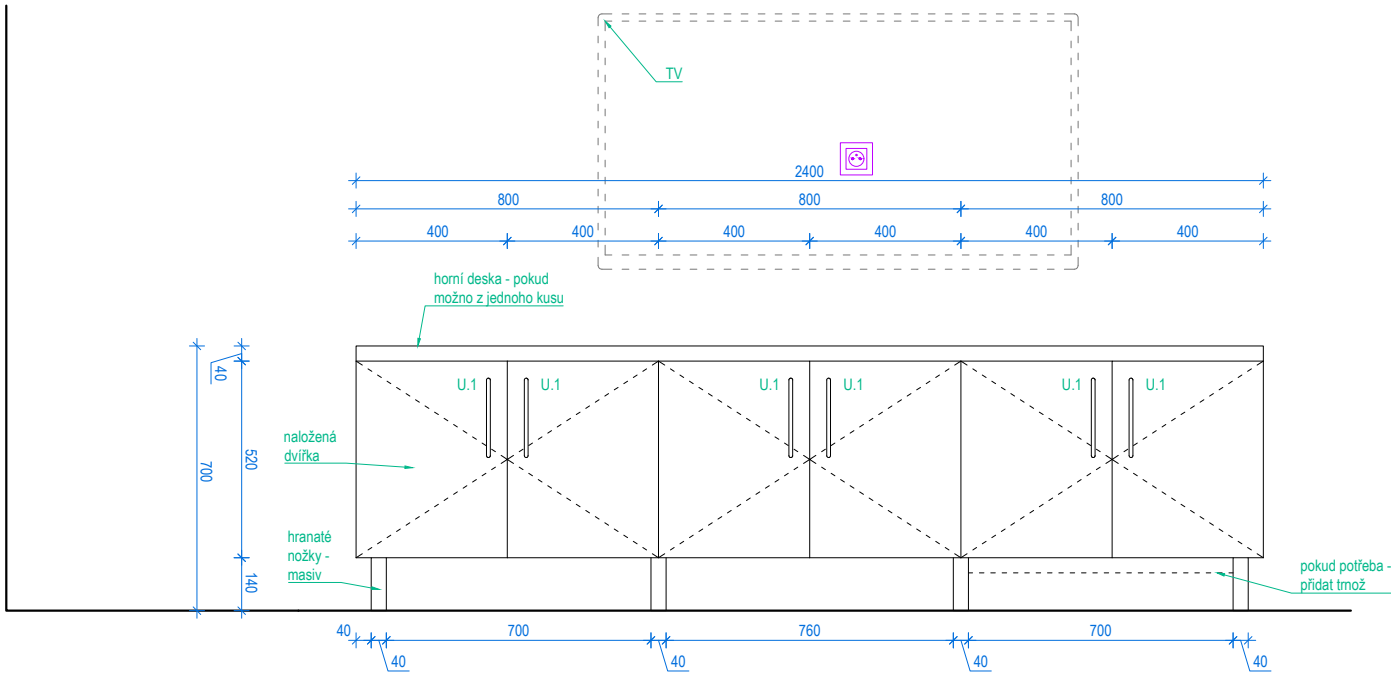 TV
2400
800
800
800
400
400
400
400
400
400
horní deska - pokud
možno z jednoho kusu
40
U.1
U.1
U.1
U.1
U.1
U.1
naložená
dvířka
700
520
hranaté
nožky -
masiv
140
pokud potřeba -
přidat trnož
40
700
760
700
40
40
40
40